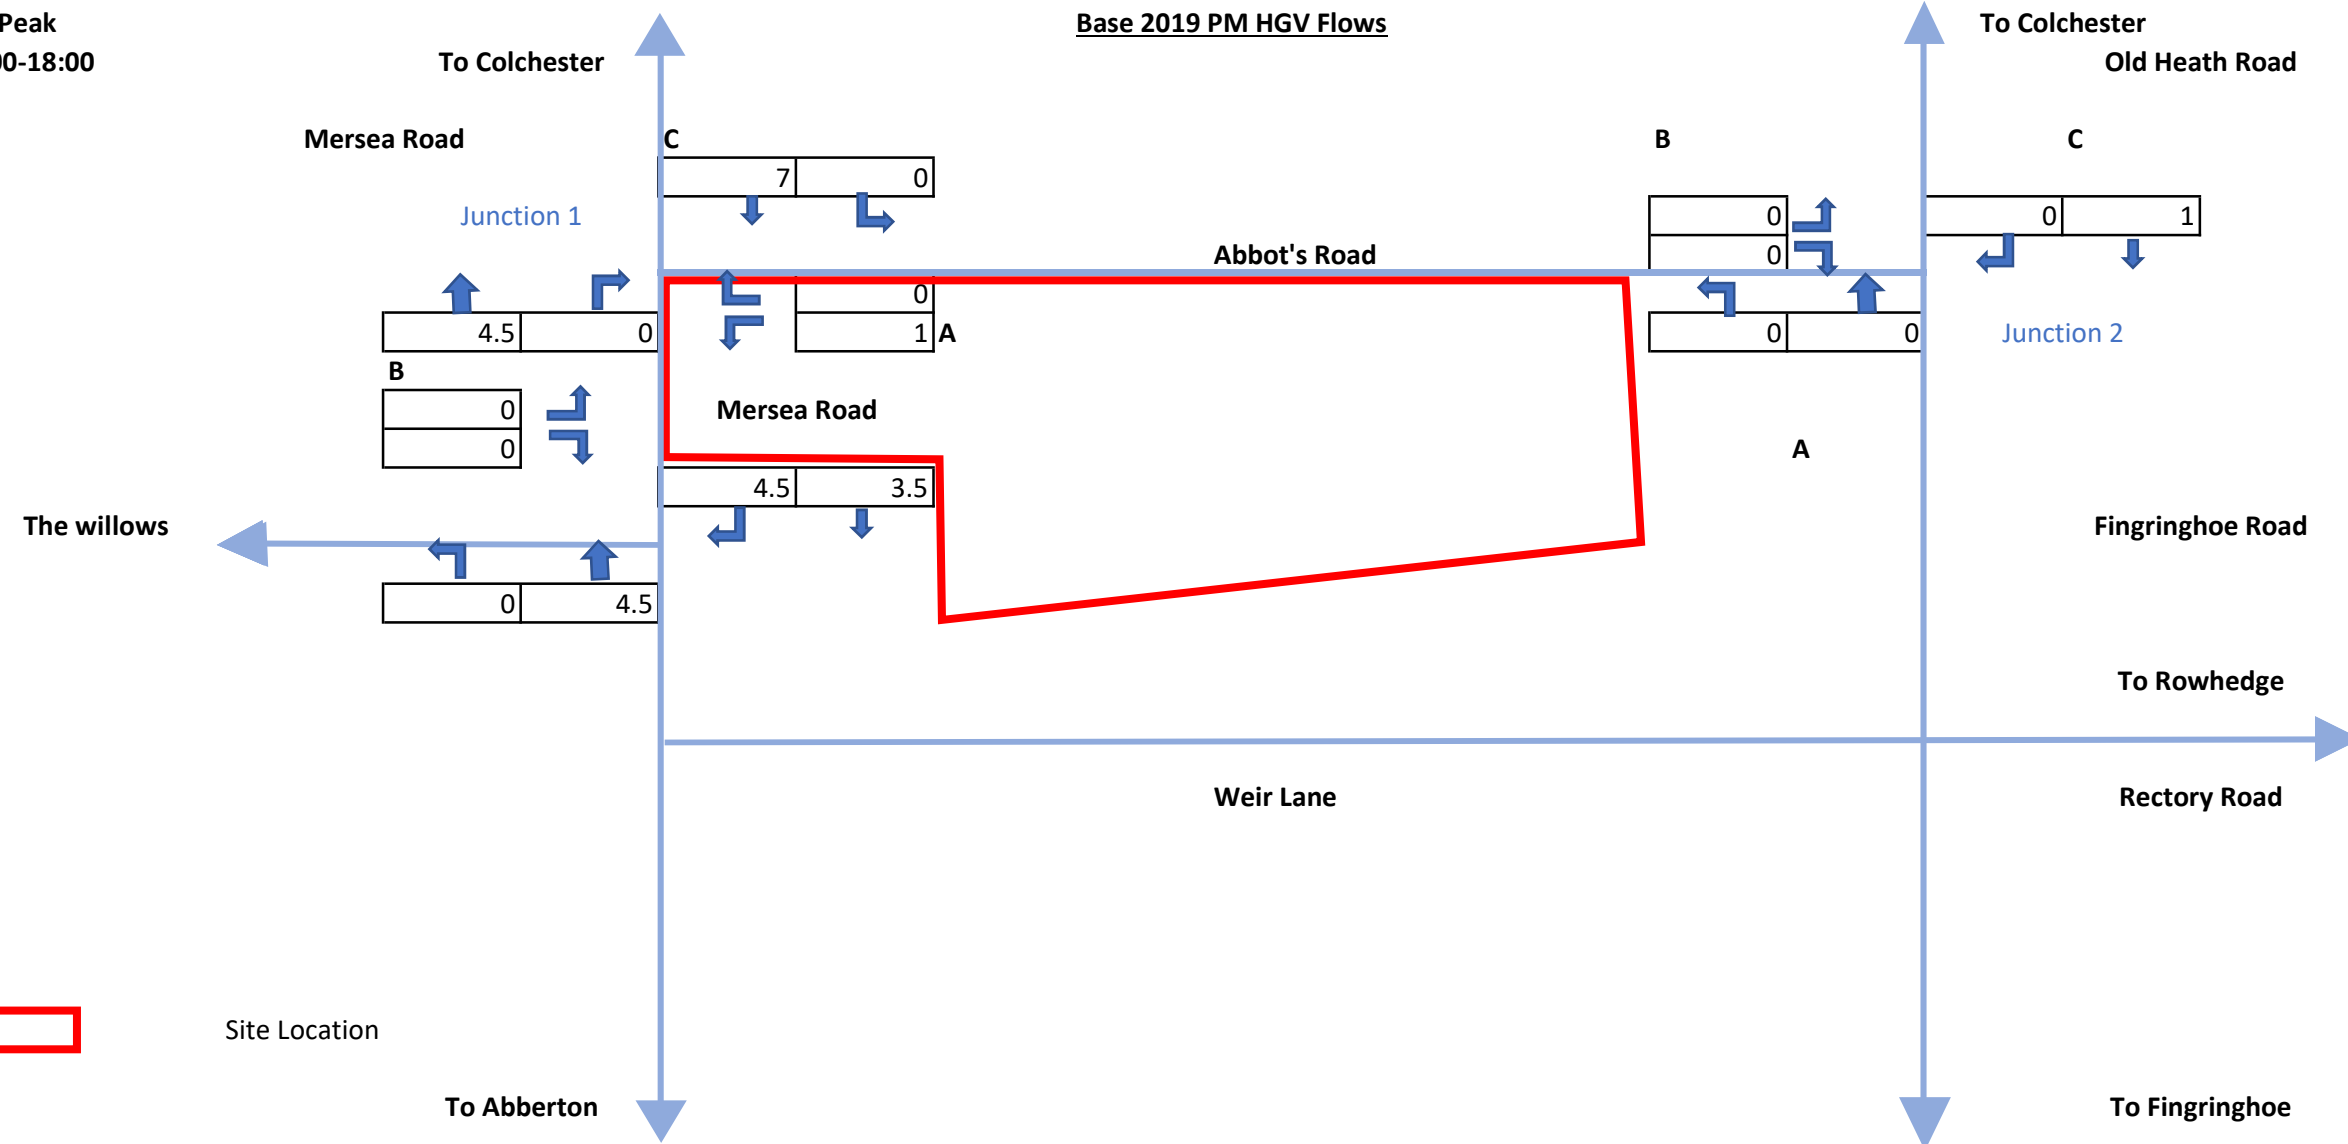 Peak
Base 2019 PM HGV Flows
To Colchester
00-18:00
To Colchester
Old Heath Road
Mersea Road
C
B
C
7 0
Junction 1
0
0 1
Abbot's Road
0
0
4.5 0
1 A
0 0
Junction 2
B
0
Mersea Road
0
A
4.5 3.5
The willows
Fingringhoe Road
0 4.5
To Rowhedge
Weir Lane
Rectory Road
Site Location
To Abberton
To Fingringhoe